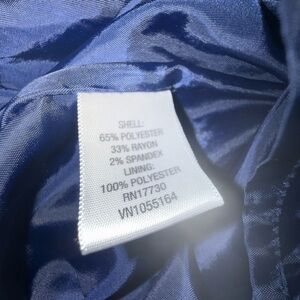 SHELL:
65% POLYESTER
33% RAYON
2% SPANDEX
LINING:
100% POLYESTER
RN17730
VN1055164